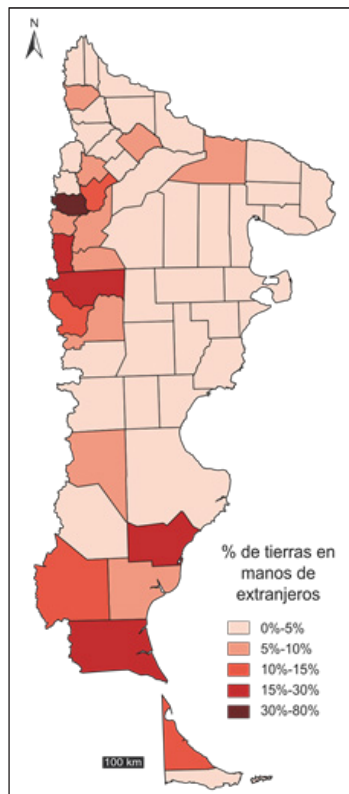 N
% de tierras en
manos de
extranjeros
0%-5%
5%-10%
10%-15%
15%-30%
30%-80%
100 km